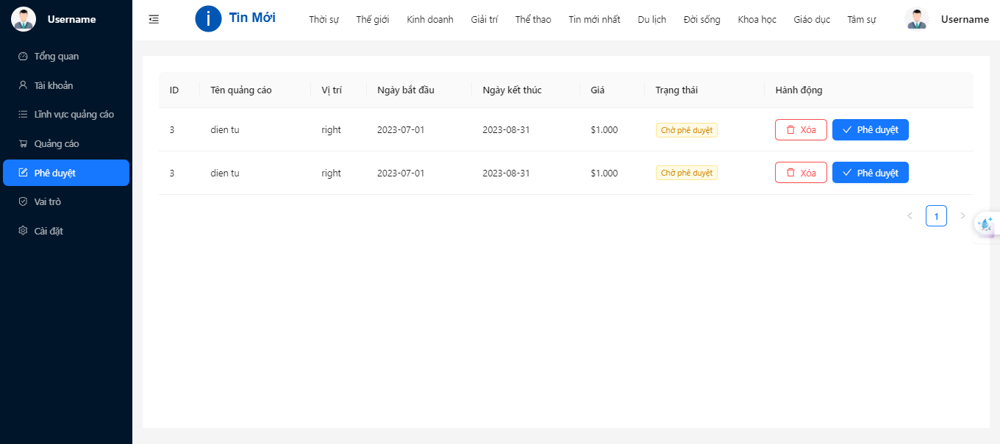 Username
Tổng quan
Tài khoản
Lĩnh vực quảng cáo
Quảng cáo
Phê duyệt
Vai trò
Cài đặt
i Tin Mới Thời sự Thế giới Kinh doanh Giải trí Thể thao Tin mới nhất Du lịch Đời sống Khoa học Giáo dục Tâm sự Username
ID Tên quảng cáo Vị trí Ngày bắt đầu Ngày kết thúc Giá Trạng thái Hành động
3 dien tu right 2023-07-01 2023-08-31 $1.000 Chờ phê duyệt Xóa Phê duyệt
3 dien tu right 2023-07-01 2023-08-31 $1.000 Chờ phê duyệt Xóa Phê duyệt
< 1 >